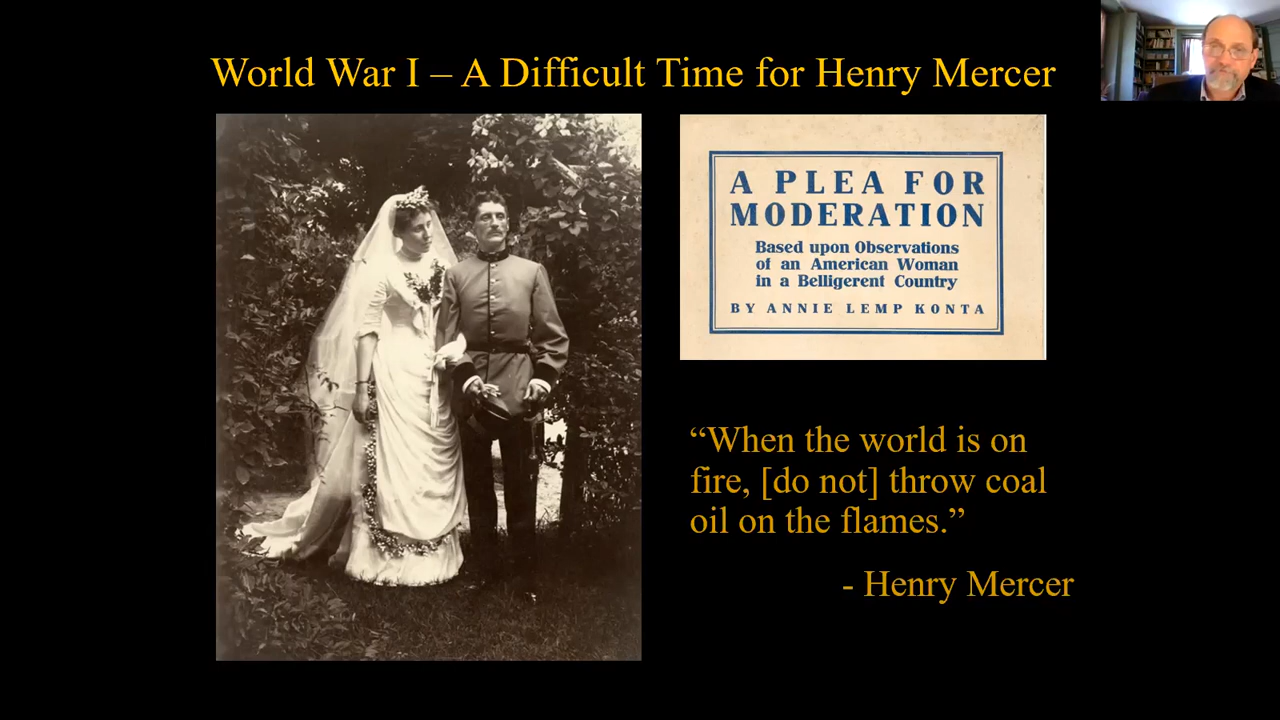 World War I – A Difficult Time for Henry Mercer
A PLEA FOR
MODERATION
Based upon Observations
of an American Woman
in a Belligerent Country
BY ANNIE LEMP KONTA
“When the world is on
fire, [do not] throw coal
oil on the flames.”
- Henry Mercer